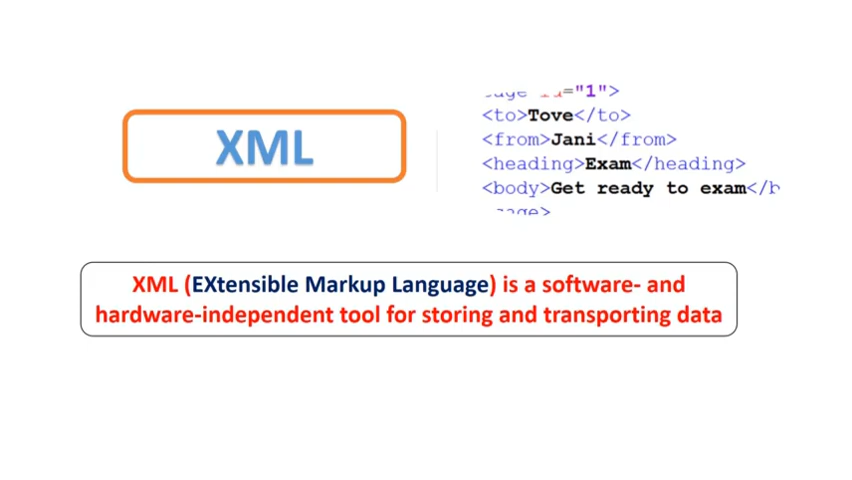 XML
="1">
<to>Tove</to>
<from>Jani</from>
<heading>Exam</heading>
<body>Get ready to exam</b
XML (EXtensible Markup Language) is a software- and
hardware-independent tool for storing and transporting data